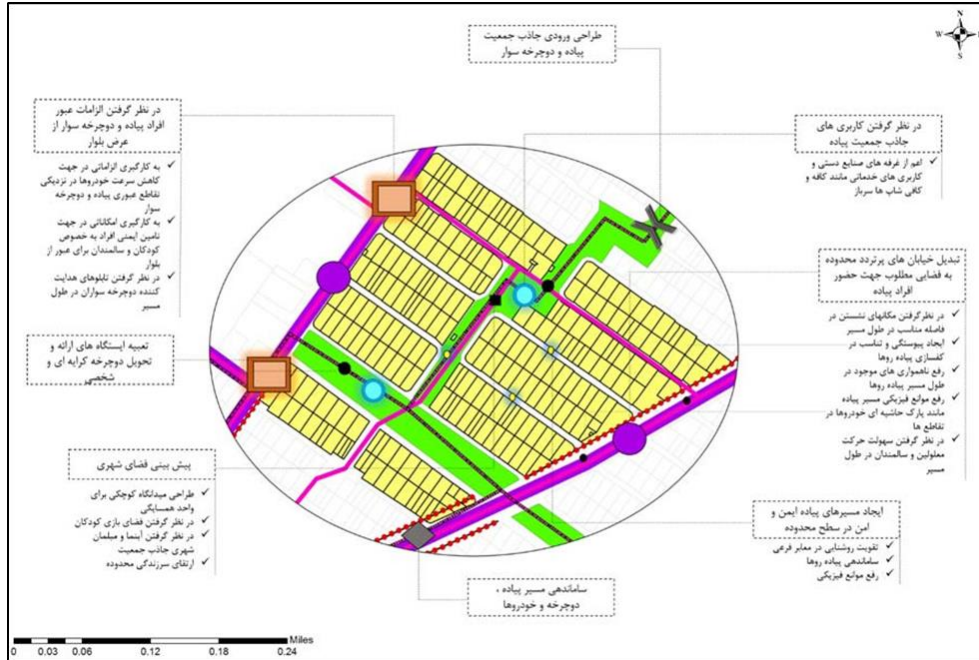 N
W
S
طراحی ورودی جاذب جمعیت
پیاده و دوچرخه سوار
در نظر گرفتن الزامات عبور
افراد پیاده و دوچرخه سوار از
عرض بلوار
✓ به کارگیری الزاماتی در جهت
کاهش سرعت خودروها در نزدیکی
تقاطع عبوری پیاده و دوچرخه
سوار
✓ به کارگیری امکاناتی در جهت
تامین ایمنی افراد به خصوص
کودکان و سالمندان برای عبور از
بلوار
✓ در نظر گرفتن تابلوهای هدایت
کننده دوچرخه سواران در طول
مسیر
در نظر گرفتن کاربری های
جاذب جمعیت پیاده
✓ اعم از غرفه های صنایع دستی و
کاربری های خدماتی مانند کافه و
کافی شاپ ها سرباز
تبدیل خیابان های پرتردد محدوده
به فضایی مطلوب جهت حضور
افراد پیاده
✓ در نظرگرفتن مکانهای نشستن در
فاصله مناسب در طول مسیر
✓ ایجاد پیوستگی و تناسب در
کفسازی پیاده روها
✓ رفع ناهمواری های موجود در
طول مسیر پیاده روها
✓ رفع موانع فیزیکی مسیر پیاده
مانند پارک حاشیه ای خودروها در
تقاطع ها
✓ در نظر گرفتن سهولت حرکت
معلولین و سالمندان در طول
مسیر
تعبیه ایستگاه های ارائه و
تحویل دوچرخه کرایه ای و
شخصی
پیش بینی فضای شهری
✓ طراحی میدانگاه کوچکی برای
واحد همسایگی
✓ در نظر گرفتن فضای بازی کودکان
✓ در نظر گرفتن آبنما و مبلمان
شهری جاذب جمعیت
✓ ارتقای سرزندگی محدوده
ایجاد مسیرهای پیاده ایمن و
امن در سطح محدوده
✓ تقویت روشنایی در معابر فرعی
✓ ساماندهی پیاده روها
✓ رفع موانع فیزیکی
ساماندهی مسیر پیاده ،
دوچرخه و خودروها
Miles
0 0.03 0.06 0.12 0.18 0.24